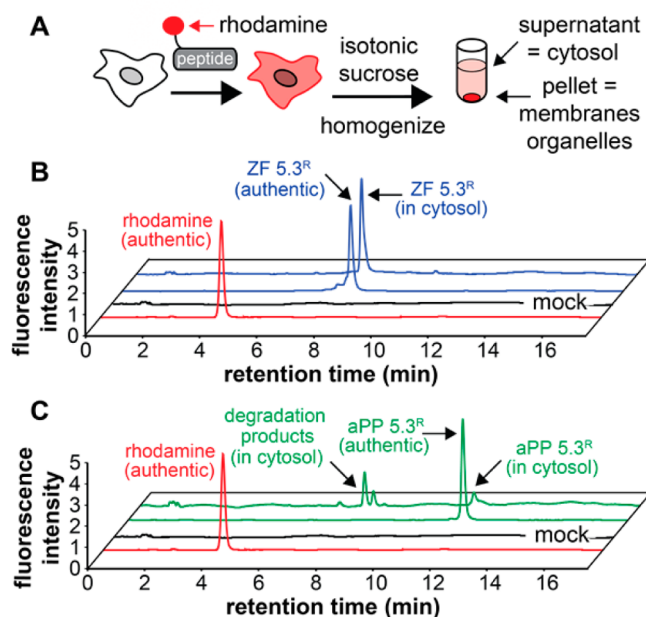 A
rhodamine
peptide
isotonic
sucrose
homogenize
supernatant
= cytosol
pellet =
membranes
organelles
B
ZF 5.3ᴿ
(authentic)
ZF 5.3ᴿ
(in cytosol)
rhodamine
(authentic)
fluorescence
intensity
5
4
3
2
1
0
mock
0 2 4 6 8 10 12 14 16
retention time (min)
C
degradation
products
(in cytosol)
aPP 5.3ᴿ
(authentic)
aPP 5.3ᴿ
(in cytosol)
rhodamine
(authentic)
fluorescence
intensity
5
4
3
2
1
0
mock
0 2 4 6 8 10 12 14 16
retention time (min)